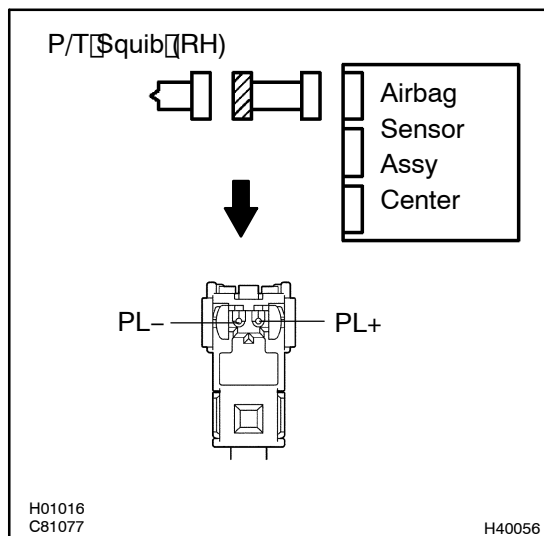 P/T Squib (RH)
Airbag
Sensor
Assy
Center
PL−
PL+
H01016
C81077
H40056